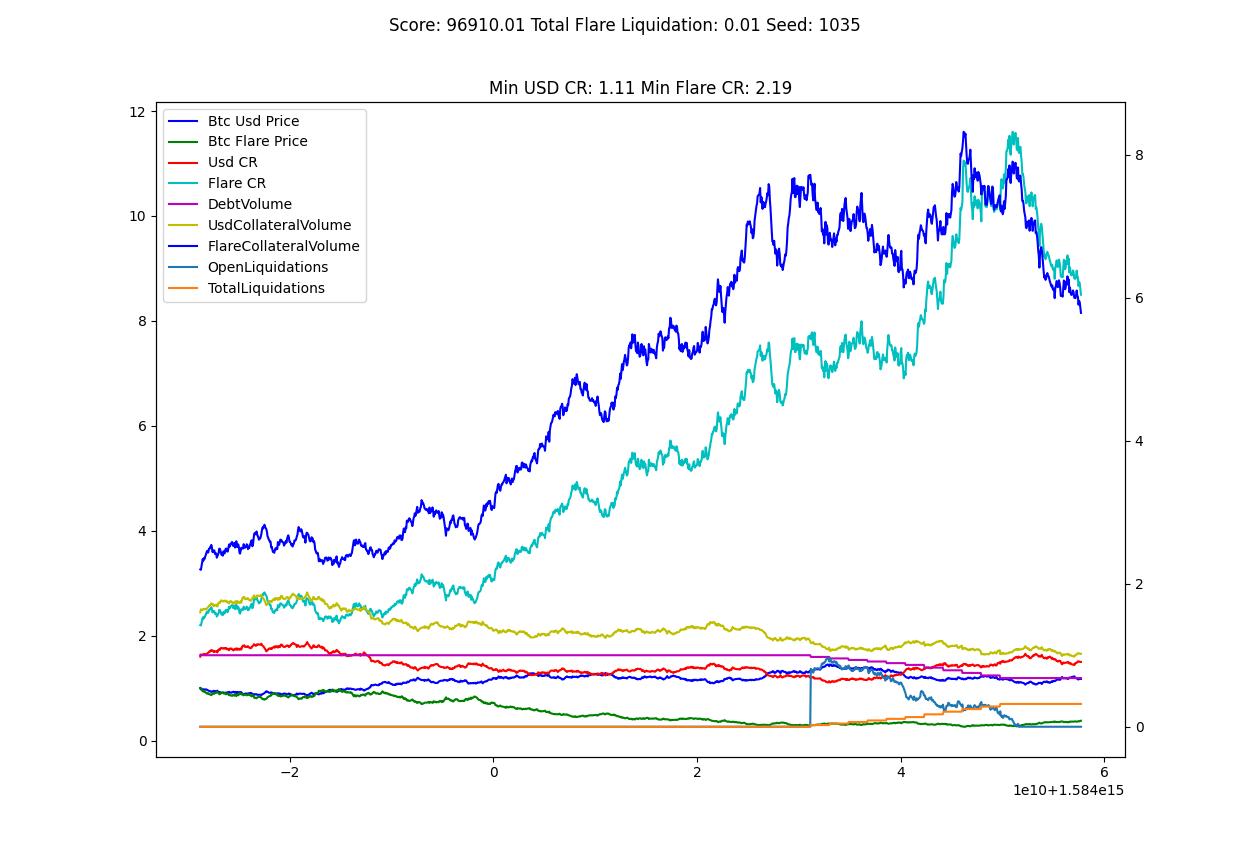 Score: 96910.01 Total Flare Liquidation: 0.01 Seed: 1035
Min USD CR: 1.11 Min Flare CR: 2.19
12
10
8
6
4
2
0
Btc Usd Price
Btc Flare Price
Usd CR
Flare CR
DebtVolume
UsdCollateralVolume
FlareCollateralVolume
OpenLiquidations
TotalLiquidations
8
6
4
2
0
−2
0
2
4
6
1e10+1.584e15